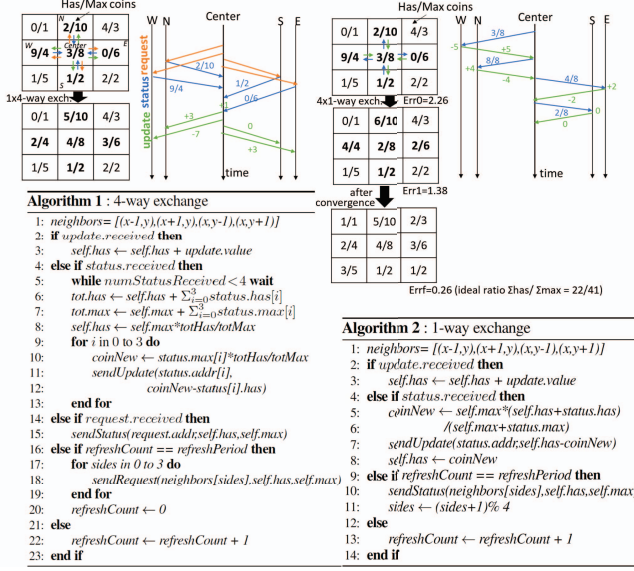 Has/Max coins
N
0/1 2/10 4/3
W
Center
E
9/4 3/8 0/6
1/5 1/2 2/2
S
1x4-way exch.
0/1 5/10 4/3
2/4 4/8 3/6
1/5 1/2 2/2
W N Center S E
2/10
9/4
1/2
0/6
+1
+3
-7
0
+3
update status request
time
Has/Max coins
0/1 2/10 4/3
9/4 3/8 0/6
1/5 1/2 2/2
4x1-way exch. Err0=2.26
0/1 6/10 4/3
4/4 2/8 2/6
1/5 1/2 2/2
after
convergence
Err1=1.38
1/1 5/10 2/3
2/4 4/8 3/6
3/5 1/2 1/2
Errf=0.26 (ideal ratio Σhas/ Σmax = 22/41)
W N Center S E
3/8
-5
+5
3/8
+4
-4
4/8
+2
-2
2/8
0
0
time
Algorithm 1 : 4-way exchange
1: neighbors= [(x-1,y),(x+1,y),(x,y-1),(x,y+1)]
2: if update.received then
3: self.has ← self.has + update.value
4: else if status.received then
5: while numStatusReceived<4 wait
6: tot.has ← self.has + Σ³ᵢ₌₀status.has[i]
7: tot.max ← self.max + Σ³ᵢ₌₀status.max[i]
8: self.has ← self.max*totHas/totMax
9: for i in 0 to 3 do
10: coinNew ← status.max[i]*totHas/totMax
11: sendUpdate(status.addr[i],
12: coinNew-status[i].has)
13: end for
14: else if request.received then
15: sendStatus(request.addr,self.has,self.max)
16: else if refreshCount == refreshPeriod then
17: for sides in 0 to 3 do
18: sendRequest(neighbors[sides].self.has,self.max)
19: end for
20: refreshCount ← 0
21: else
22: refreshCount ← refreshCount + 1
23: end if
Algorithm 2 : 1-way exchange
1: neighbors= [(x-1,y),(x+1,y),(x,y-1),(x,y+1)]
2: if update.received then
3: self.has ← self.has + update.value
4: else if status.received then
5: coinNew ← self.max*(self.has+status.has)
6: /(self.max+status.max)
7: sendUpdate(status.addr,self.has-coinNew)
8: self.has ← coinNew
9: else if refreshCount == refreshPeriod then
10: sendStatus(neighbors[sides],self.has,self.max
11: sides ← (sides+1)% 4
12: else
13: refreshCount ← refreshCount + 1
14: end if